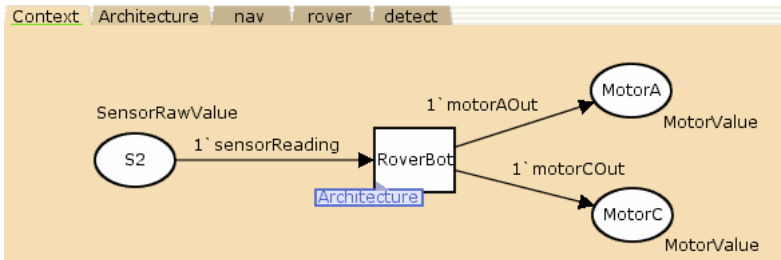 Context Architecture nav rover detect
SensorRawValue
S2
1`sensorReading
RoverBot
Architecture
1`motorAOut
MotorA
MotorValue
1`motorCOut
MotorC
MotorValue